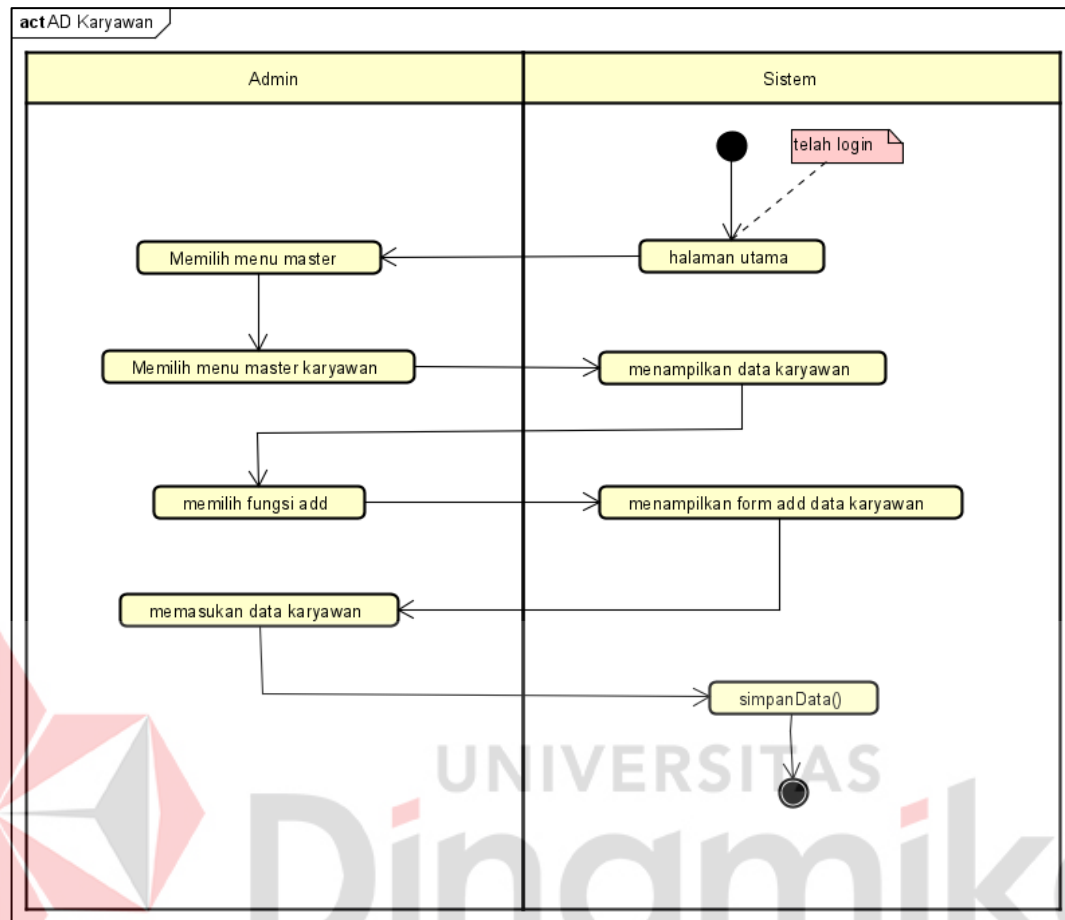 act AD Karyawan
Admin
Sistem
telah login
halaman utama
Memilih menu master
Memilih menu master karyawan
menampilkan data karyawan
memilih fungsi add
menampilkan form add data karyawan
memasukan data karyawan
simpanData()
UNIVERSITAS
Dinamika